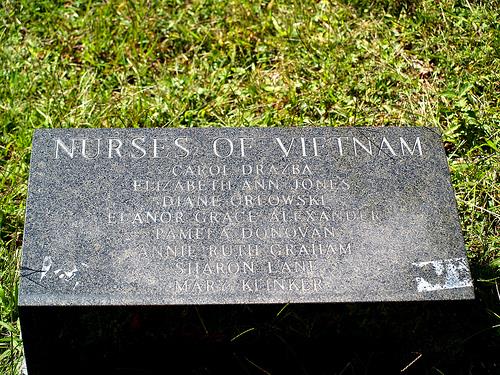 NURSES OF VIETNAM
CAROL DRAZBA
ELIZABETH ANN JONES
DIANE ORLOWSKI
ELANOR GRACE ALEXANDER
PAMELA DONOVAN
ANNIE RUTH GRAHAM
SHARON LANE
MARY KLINKER